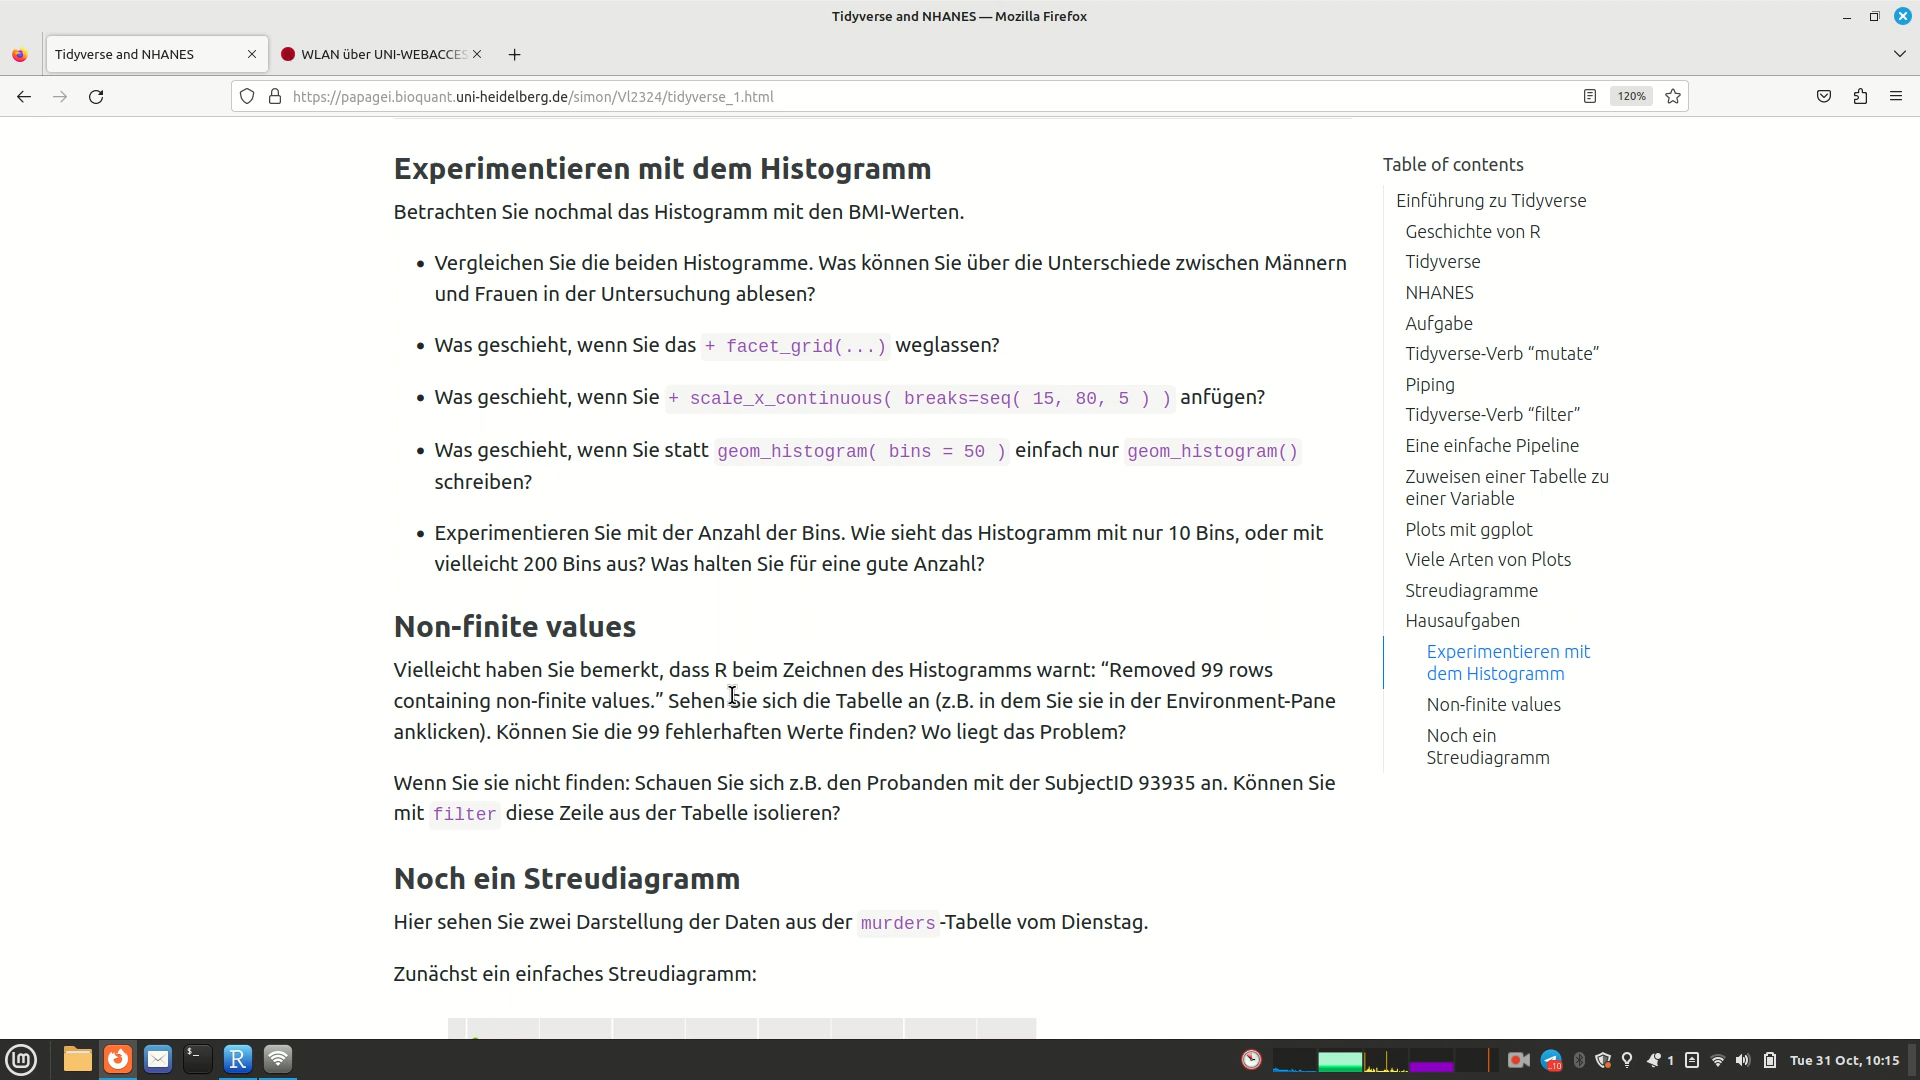 Tidyverse and NHANES — Mozilla Firefox
Tidyverse and NHANES
WLAN über UNI-WEBACCES
https://papagei.bioquant.uni-heidelberg.de/simon/Vl2324/tidyverse_1.html
120%
Experimentieren mit dem Histogramm
Betrachten Sie nochmal das Histogramm mit den BMI-Werten.
• Vergleichen Sie die beiden Histogramme. Was können Sie über die Unterschiede zwischen Männern
und Frauen in der Untersuchung ablesen?
• Was geschieht, wenn Sie das + facet_grid(...) weglassen?
• Was geschieht, wenn Sie + scale_x_continuous( breaks=seq( 15, 80, 5 ) ) anfügen?
• Was geschieht, wenn Sie statt geom_histogram( bins = 50 ) einfach nur geom_histogram()
schreiben?
• Experimentieren Sie mit der Anzahl der Bins. Wie sieht das Histogramm mit nur 10 Bins, oder mit
vielleicht 200 Bins aus? Was halten Sie für eine gute Anzahl?
Non-finite values
Vielleicht haben Sie bemerkt, dass R beim Zeichnen des Histogramms warnt: “Removed 99 rows
containing non-finite values.” Sehen Sie sich die Tabelle an (z.B. in dem Sie sie in der Environment-Pane
anklicken). Können Sie die 99 fehlerhaften Werte finden? Wo liegt das Problem?
Wenn Sie sie nicht finden: Schauen Sie sich z.B. den Probanden mit der SubjectID 93935 an. Können Sie
mit filter diese Zeile aus der Tabelle isolieren?
Noch ein Streudiagramm
Hier sehen Sie zwei Darstellung der Daten aus der murders-Tabelle vom Dienstag.
Zunächst ein einfaches Streudiagramm:
Table of contents
Einführung zu Tidyverse
Geschichte von R
Tidyverse
NHANES
Aufgabe
Tidyverse-Verb “mutate”
Piping
Tidyverse-Verb “filter”
Eine einfache Pipeline
Zuweisen einer Tabelle zu
einer Variable
Plots mit ggplot
Viele Arten von Plots
Streudiagramme
Hausaufgaben
Experimentieren mit
dem Histogramm
Non-finite values
Noch ein
Streudiagramm
lm
$_
R
10
1
Tue 31 Oct, 10:15